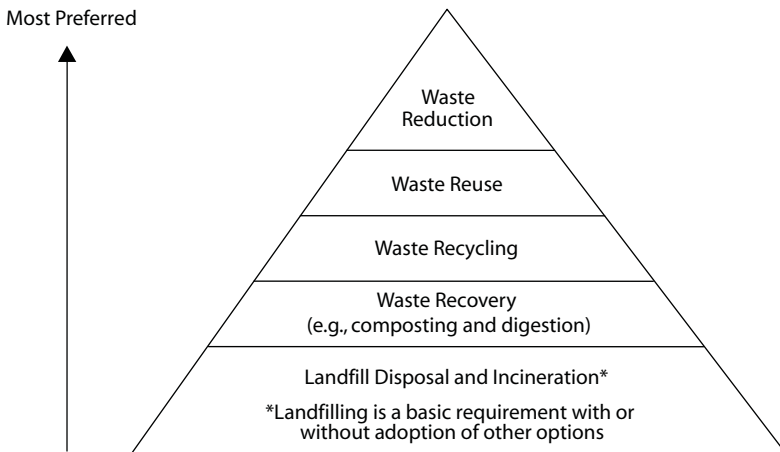 Most Preferred
Waste
Reduction
Waste Reuse
Waste Recycling
Waste Recovery
(e.g., composting and digestion)
Landfill Disposal and Incineration*
*Landfilling is a basic requirement with or
without adoption of other options